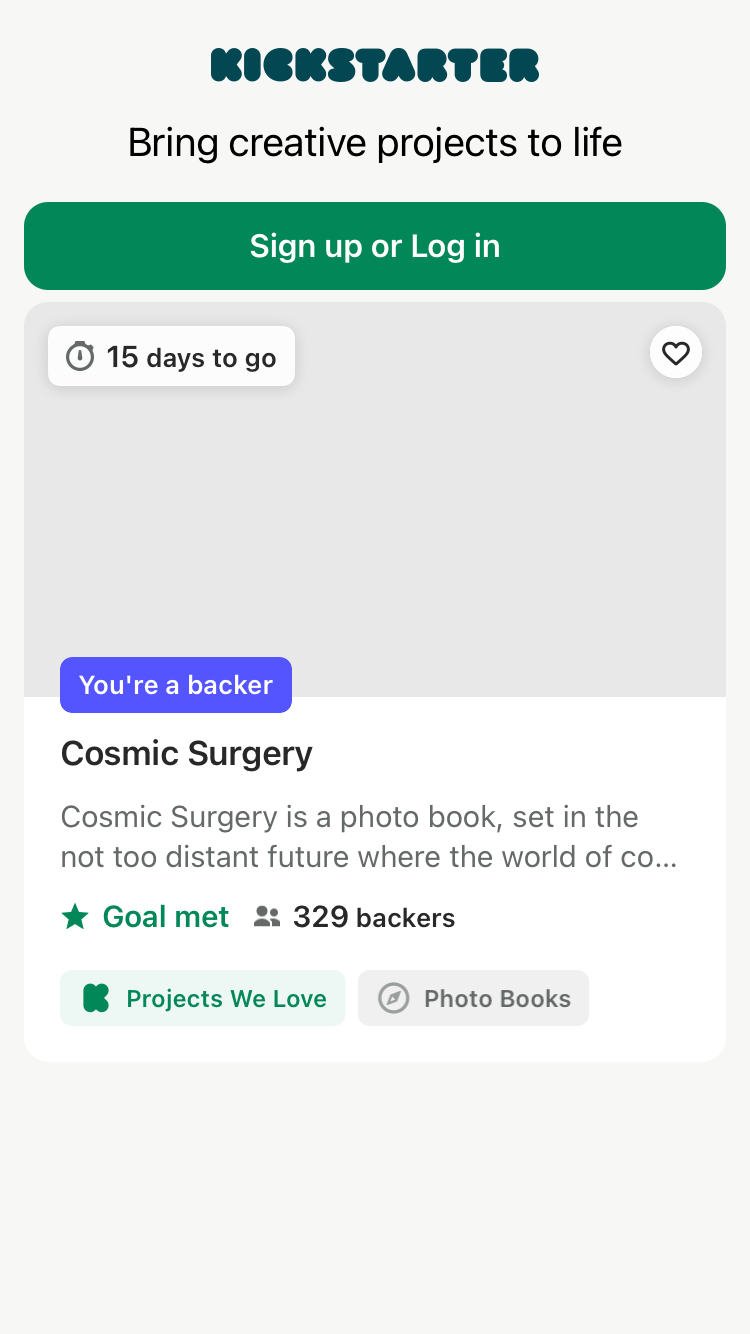 KICKSTARTER
Bring creative projects to life
Sign up or Log in
15 days to go
You're a backer
Cosmic Surgery
Cosmic Surgery is a photo book, set in the
not too distant future where the world of co...
Goal met 329 backers
Projects We Love Photo Books